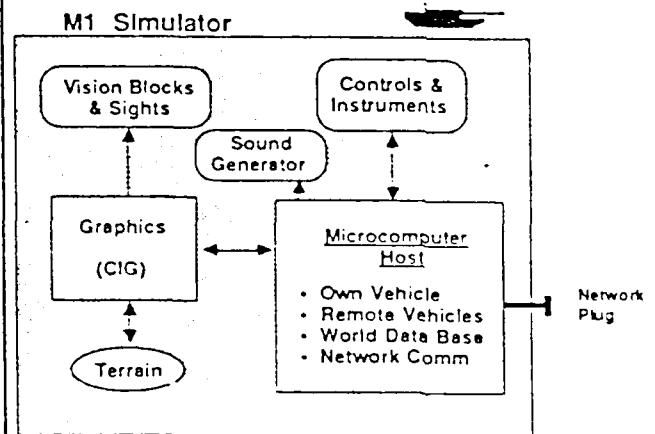 M1 Simulator
Vision Blocks
& Sights
Controls &
Instruments
Sound
Generator
Graphics
(CIG)
Microcomputer
Host
• Own Vehicle
• Remote Vehicles
• World Data Base
• Network Comm
Network
Plug
Terrain